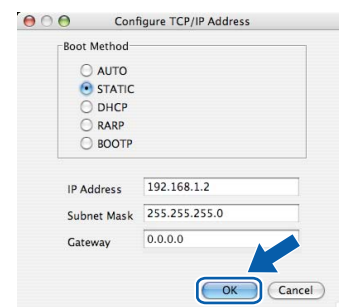 Configure TCP/IP Address
Boot Method
AUTO
STATIC
DHCP
RARP
BOOTP
IP Address 192.168.1.2
Subnet Mask 255.255.255.0
Gateway 0.0.0.0
OK Cancel